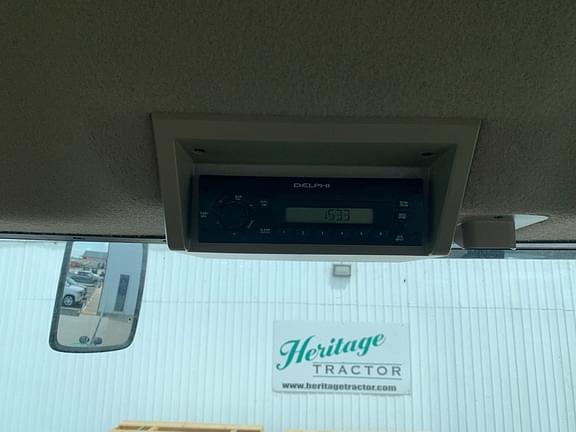 DELPHI
1533
Heritage
TRACTOR
www.heritagetractor.com